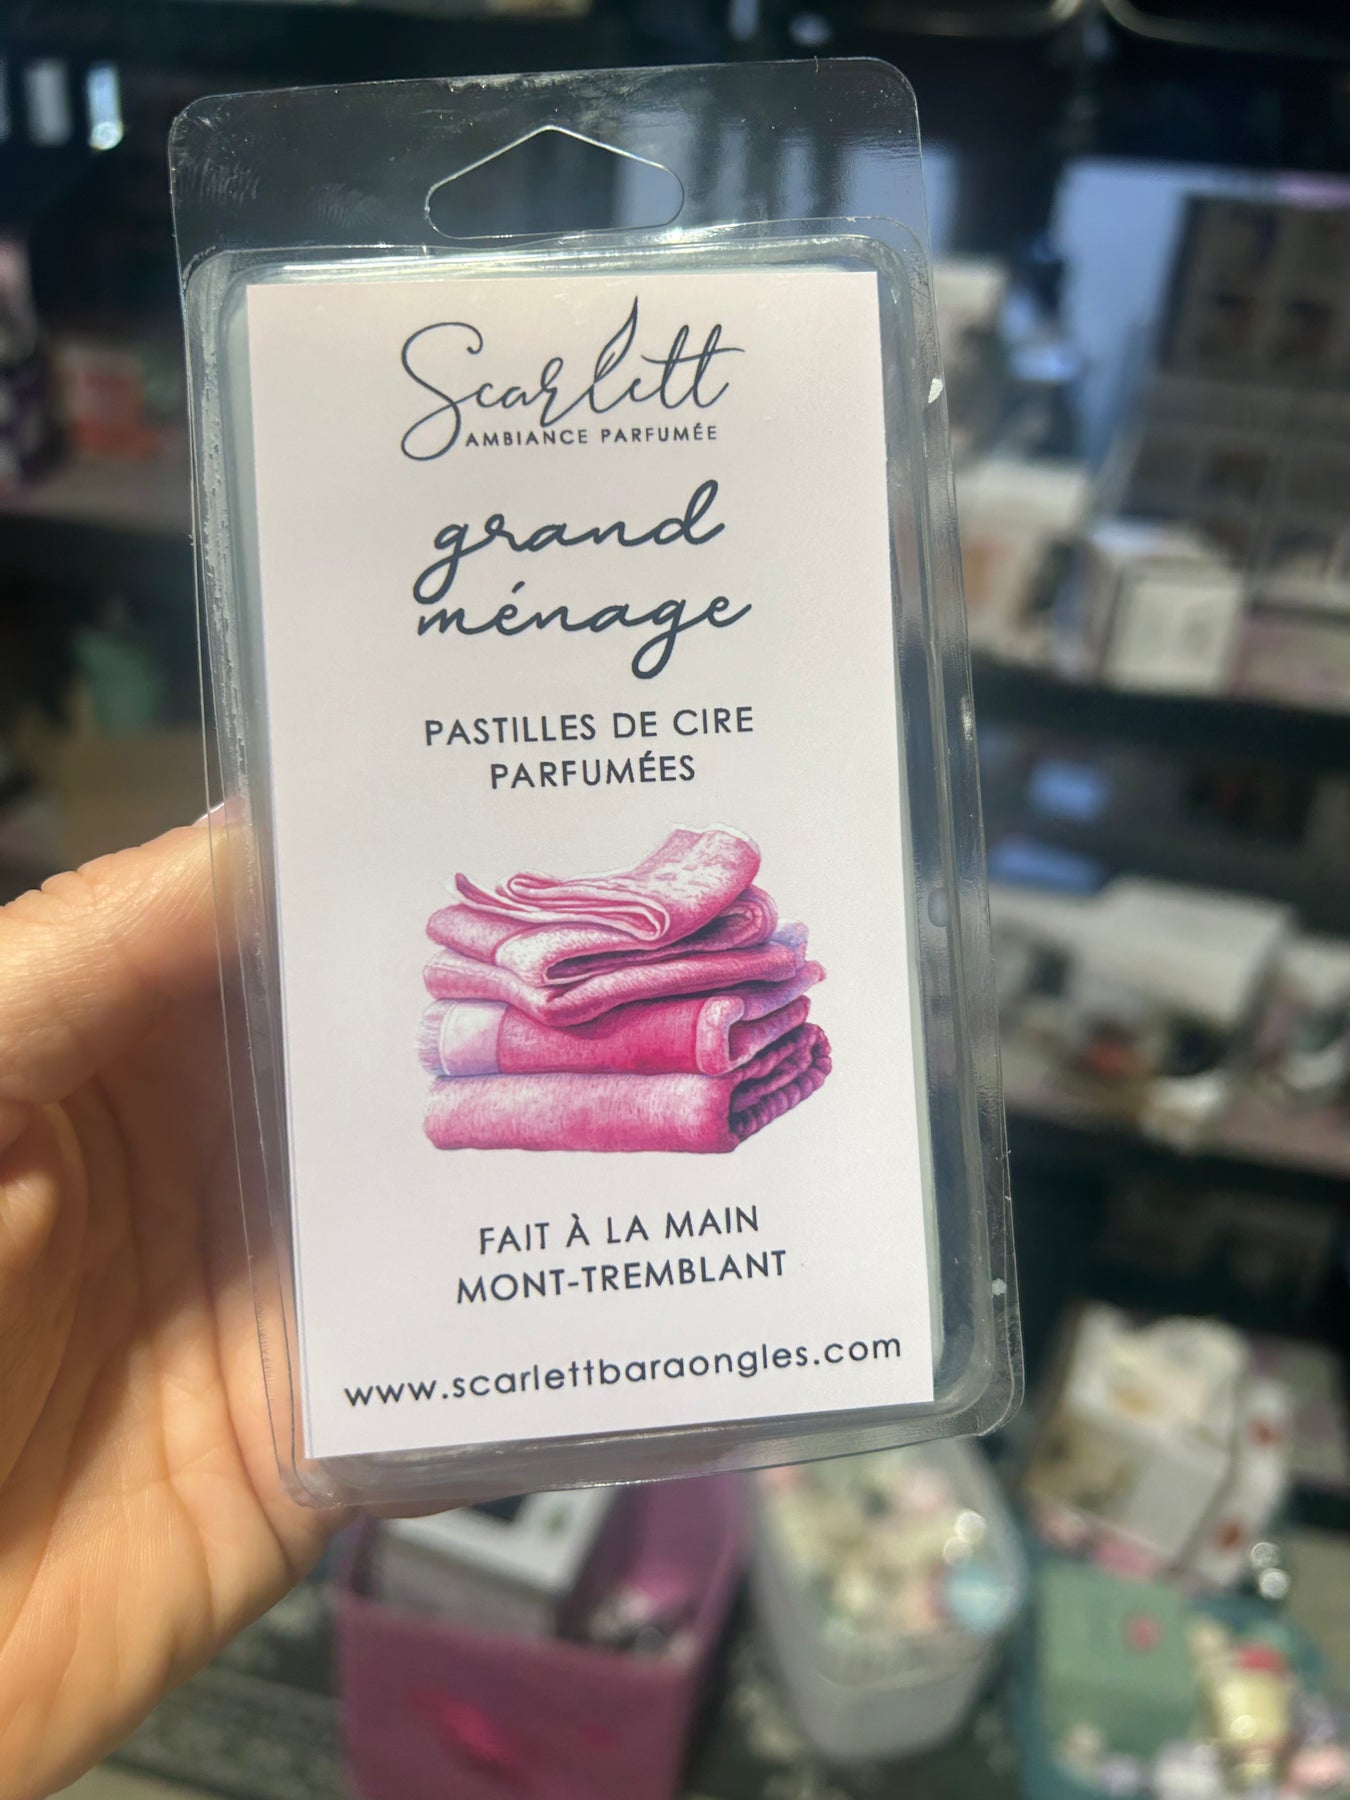 Scarlett
AMBIANCE PARFUMÉE
grand
ménage
PASTILLES DE CIRE
PARFUMÉES
FAIT À LA MAIN
MONT-TREMBLANT
www.scarlettbaraongles.com